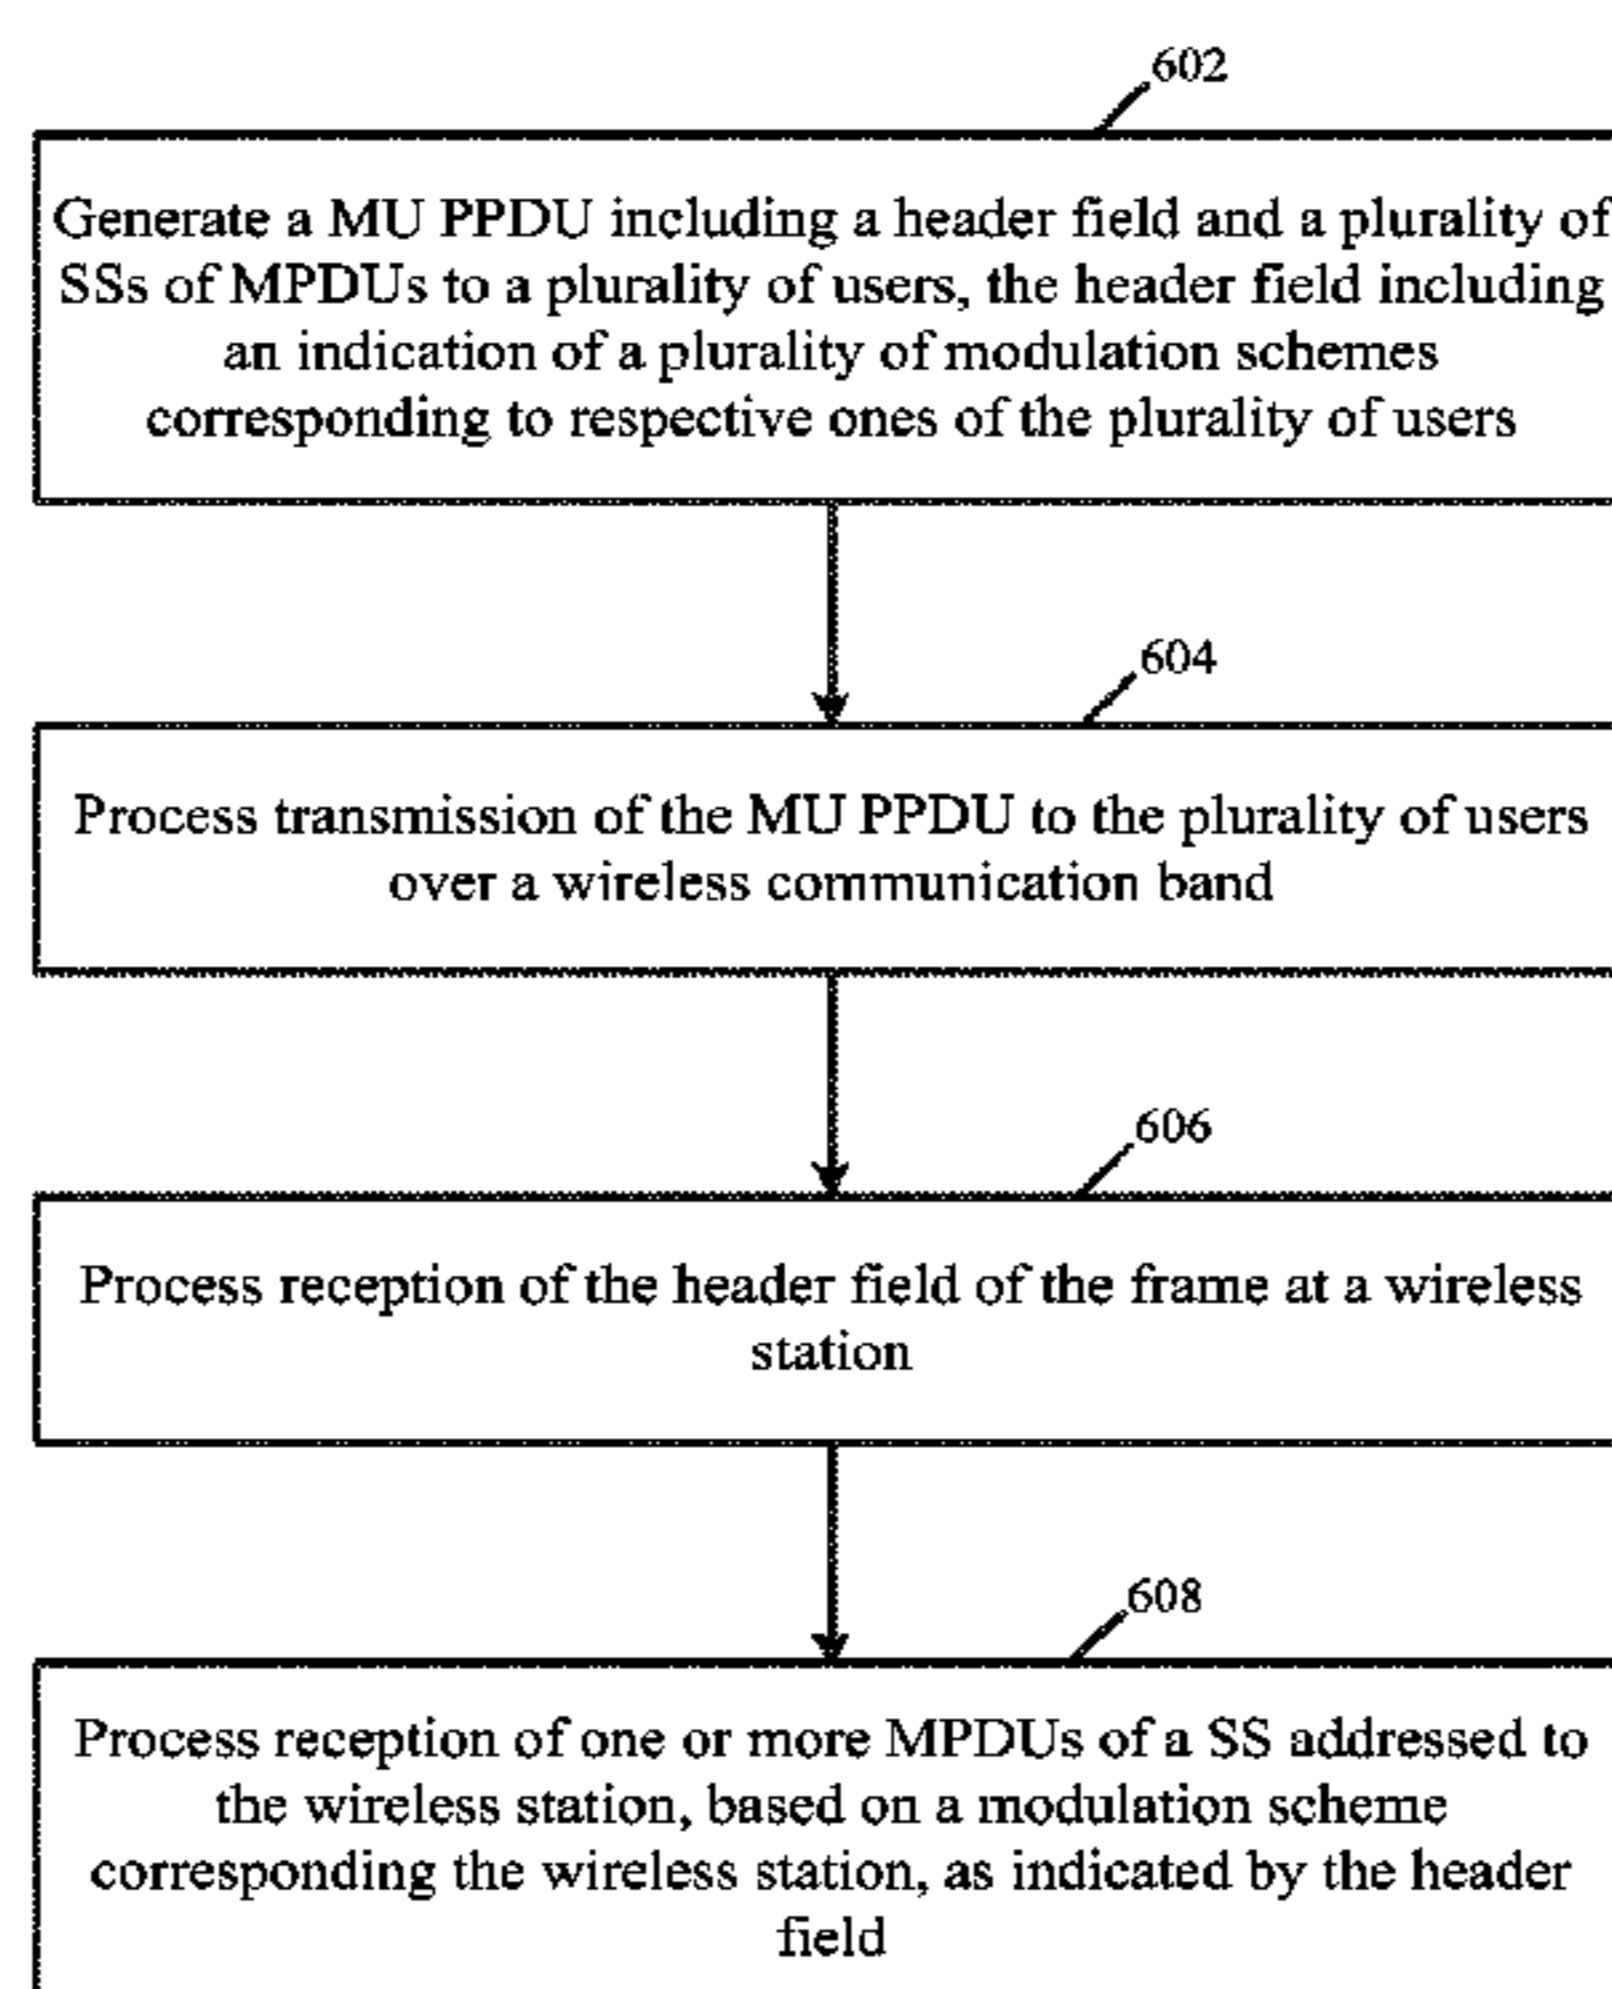 602
Generate a MU PPDU including a header field and a plurality of
SSs of MPDUs to a plurality of users, the header field including
an indication of a plurality of modulation schemes
corresponding to respective ones of the plurality of users
604
Process transmission of the MU PPDU to the plurality of users
over a wireless communication band
606
Process reception of the header field of the frame at a wireless
station
608
Process reception of one or more MPDUs of a SS addressed to
the wireless station, based on a modulation scheme
corresponding the wireless station, as indicated by the header
field